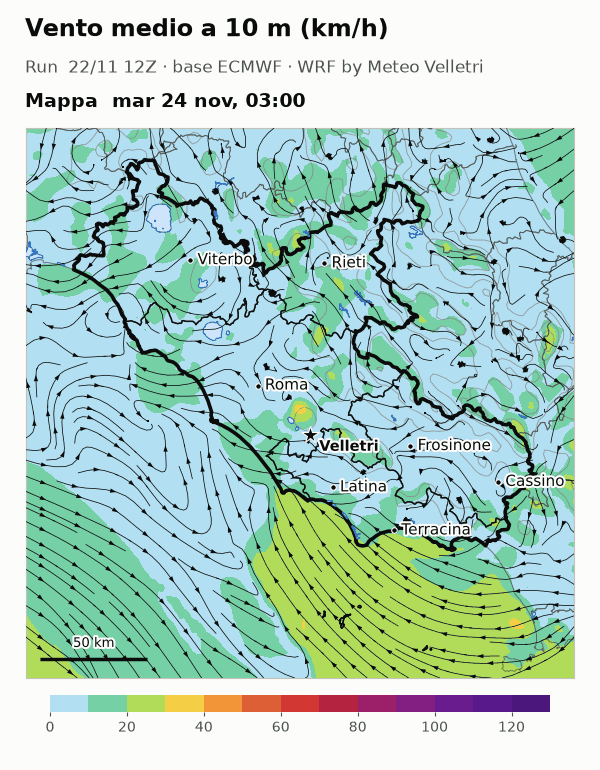 Vento medio a 10 m (km/h)
Run  22/11 12Z · base ECMWF · WRF by Meteo Velletri
Mappa  mar 24 nov, 03:00
Viterbo
Rieti
Roma
Velletri
Frosinone
Cassino
Latina
Terracina
50 km
0 20 40 60 80 100 120